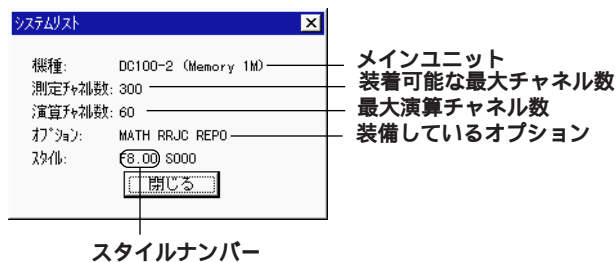 システムリスト
機種: DC100-2 (Memory 1M)
メインユニット
測定ﾁｬﾈﾙ数: 300
装着可能な最大チャネル数
演算ﾁｬﾈﾙ数: 60
最大演算チャネル数
ｵﾌﾟｼｮﾝ: MATH RRJC REPO
装備しているオプション
ｽﾀｲﾙ: F8.00 S000
閉じる
スタイルナンバー